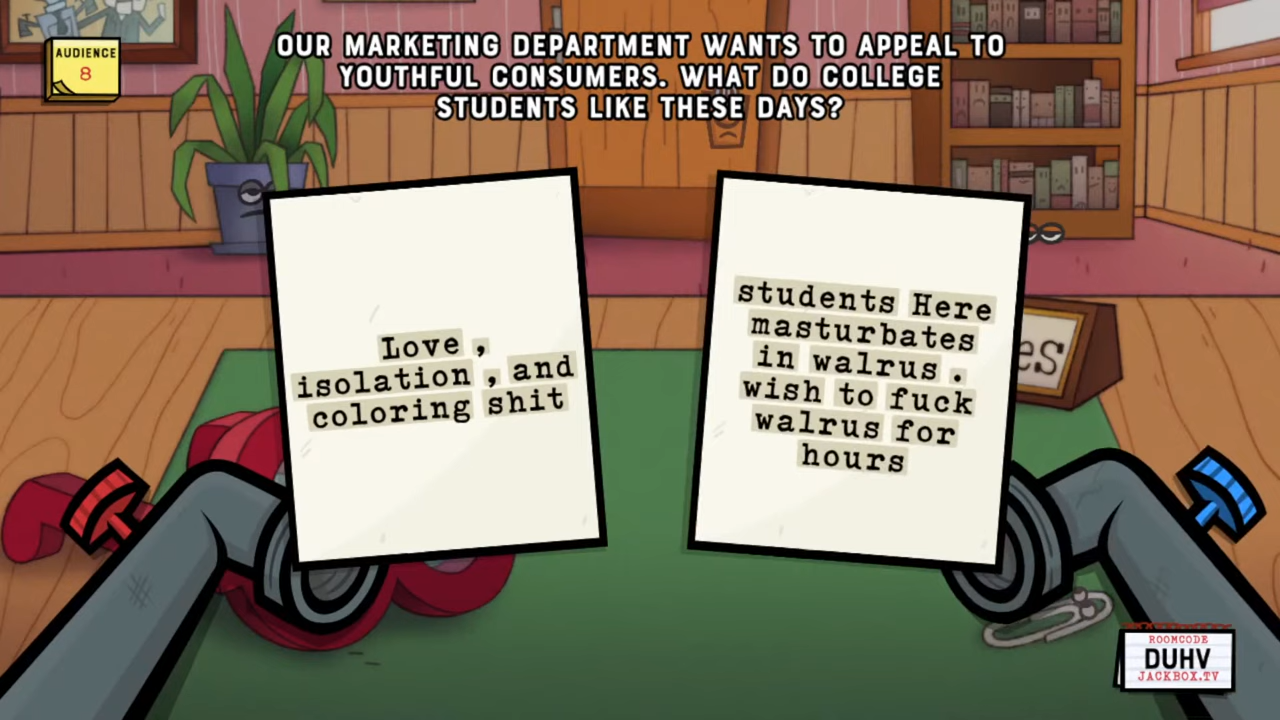 AUDIENCE
8
OUR MARKETING DEPARTMENT WANTS TO APPEAL TO
YOUTHFUL CONSUMERS. WHAT DO COLLEGE
STUDENTS LIKE THESE DAYS?
Love ,
isolation , and
coloring shit
students Here
masturbates
in walrus .
wish to fuck
walrus for
hours
es
ROOMCODE
DUHV
JACKBOX.TV